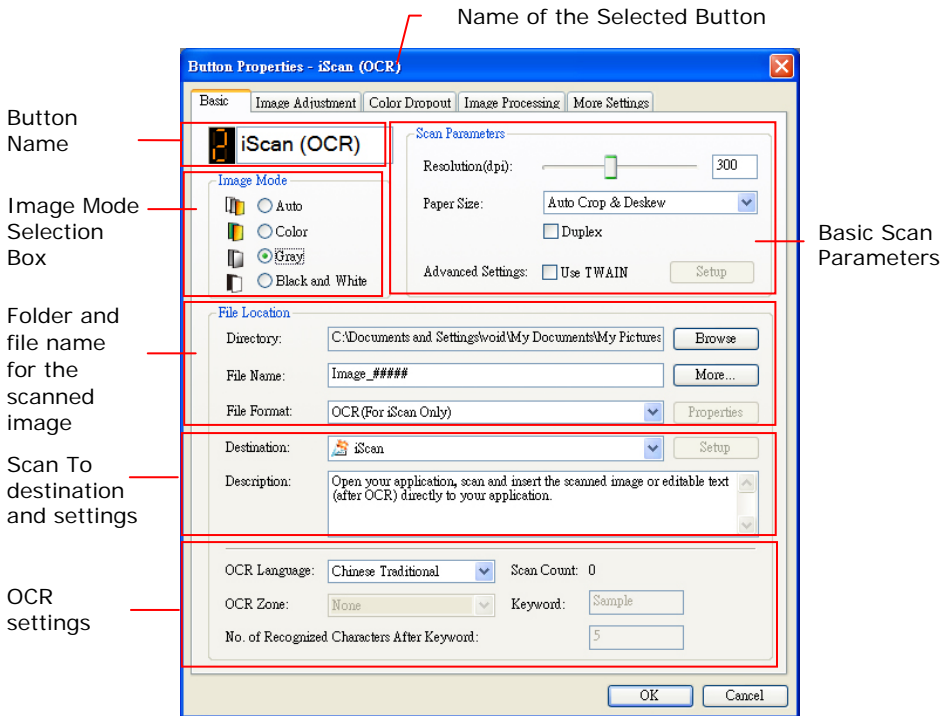 Name of the Selected Button
Button Properties - iScan (OCR)
Basic
Image Adjustment
Color Dropout
Image Processing
More Settings
Button
Name
2
iScan (OCR)
Image Mode
Selection
Box
Image Mode
Auto
Color
Gray
Black and White
Scan Parameters
Resolution(dpi):
300
Paper Size:
Auto Crop & Deskew
Duplex
Advanced Settings:
Use TWAIN
Setup
Basic Scan
Parameters
Folder and
file name
for the
scanned
image
File Location
Directory:
C:\Documents and Settings\void\My Documents\My Pictures
Browse
File Name:
Image_#####
More...
File Format:
OCR(For iScan Only)
Properties
Scan To
destination
and settings
Destination:
iScan
Setup
Description:
Open your application, scan and insert the scanned image or editable text
(after OCR) directly to your application.
OCR
settings
OCR Language:
Chinese Traditional
Scan Count: 0
OCR Zone:
None
Keyword:
Sample
No. of Recognized Characters After Keyword:
5
OK
Cancel